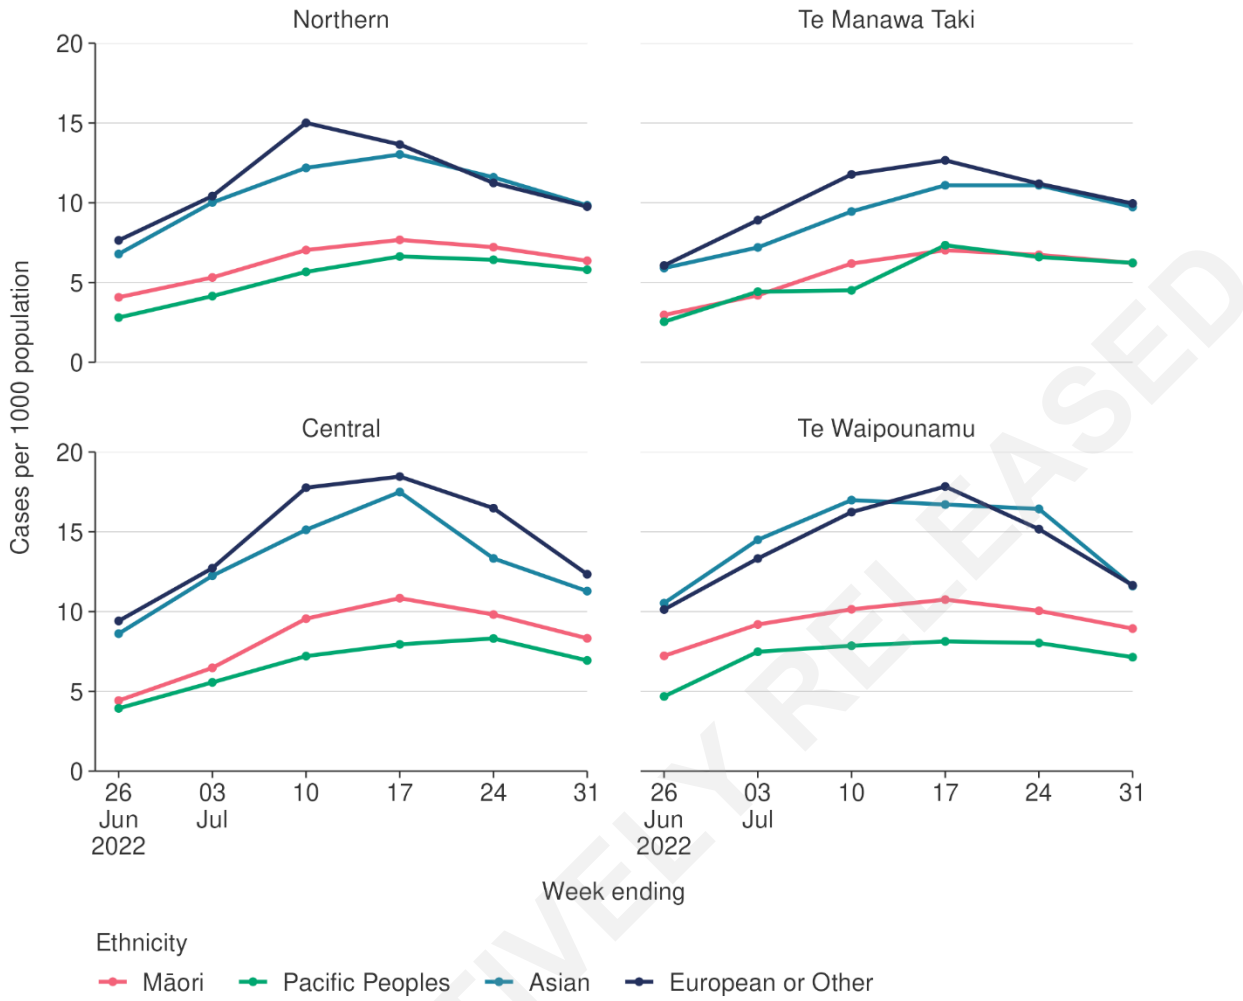 Northern
Te Manawa Taki
20
15
10
5
0
Cases per 1000 population
Central
Te Waipounamu
20
15
10
5
0
26 03 10 17 24 31 26 03 10 17 24 31
Jun Jul Jun Jul
2022 2022
Week ending
Ethnicity
Māori Pacific Peoples Asian European or Other
TIVELY RELEASED